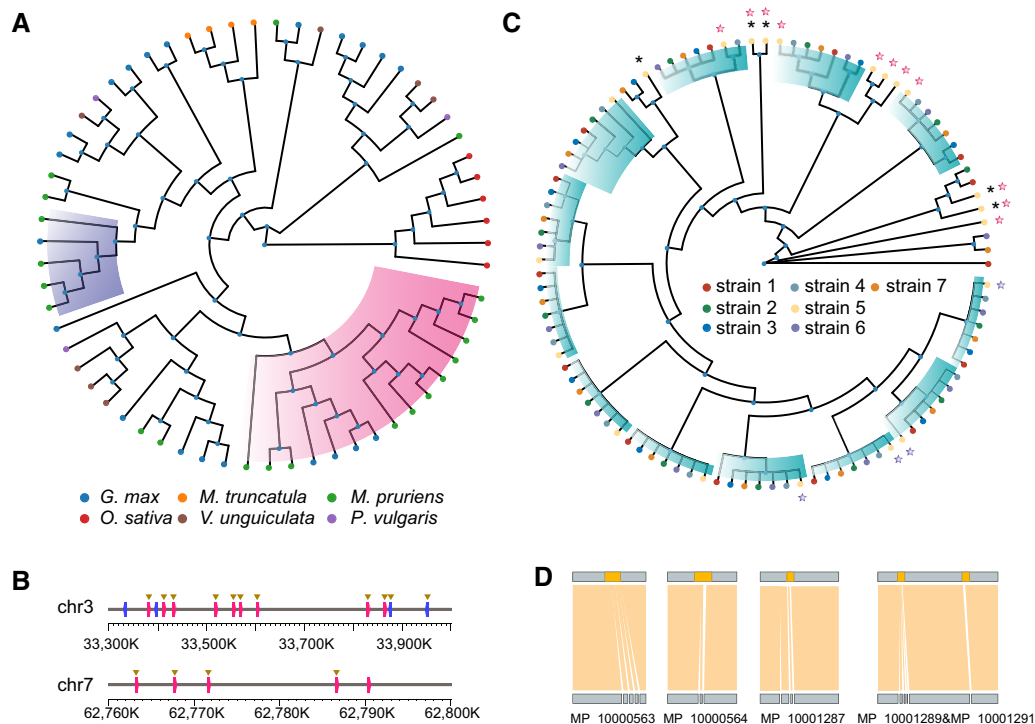 A
C
G. max M. truncatula M. pruriens
O. sativa V. unguiculata P. vulgaris
* * * * *
strain 1 strain 4 strain 7
strain 2 strain 5
strain 3 strain 6
B
chr3
33,300K 33,500K 33,700K 33,900K
chr7
62,760K 62,770K 62,780K 62,790K 62,800K
D
MP 10000563 MP 10000564 MP 10001287 MP 10001289&MP 1000129